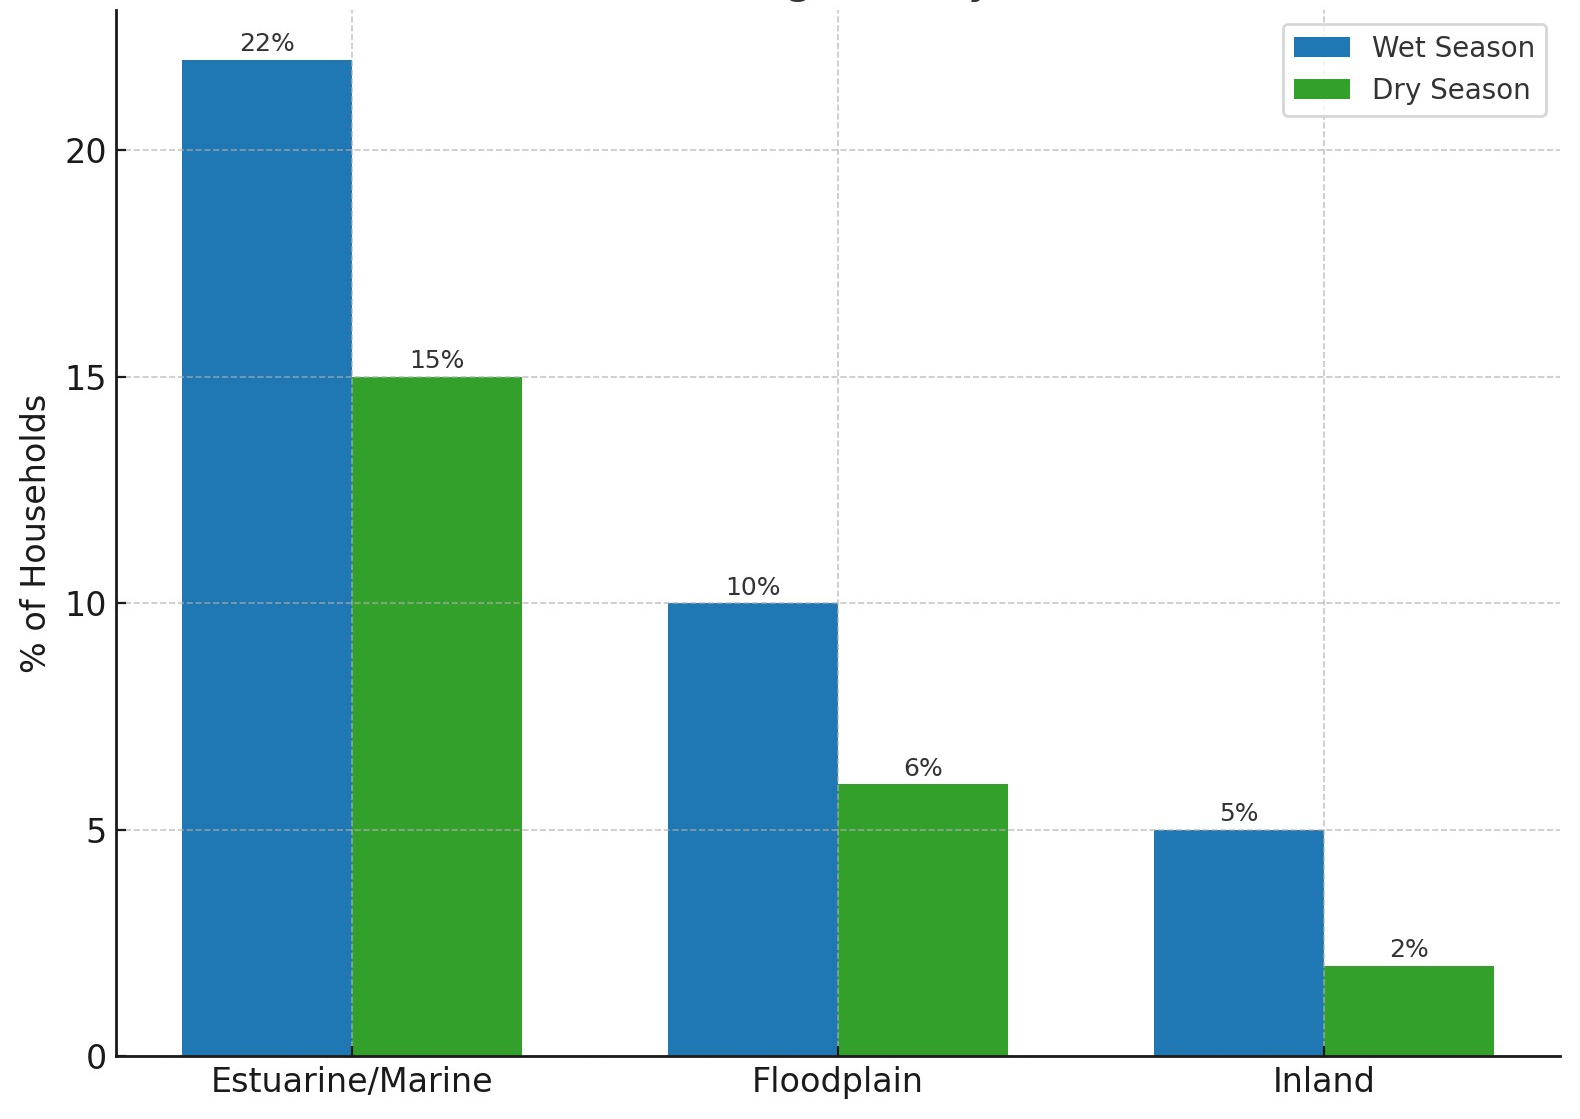 22%
Wet Season
Dry Season
20
15%
15
% of Households
10%
10
6%
5%
5
2%
0
Estuarine/Marine
Floodplain
Inland